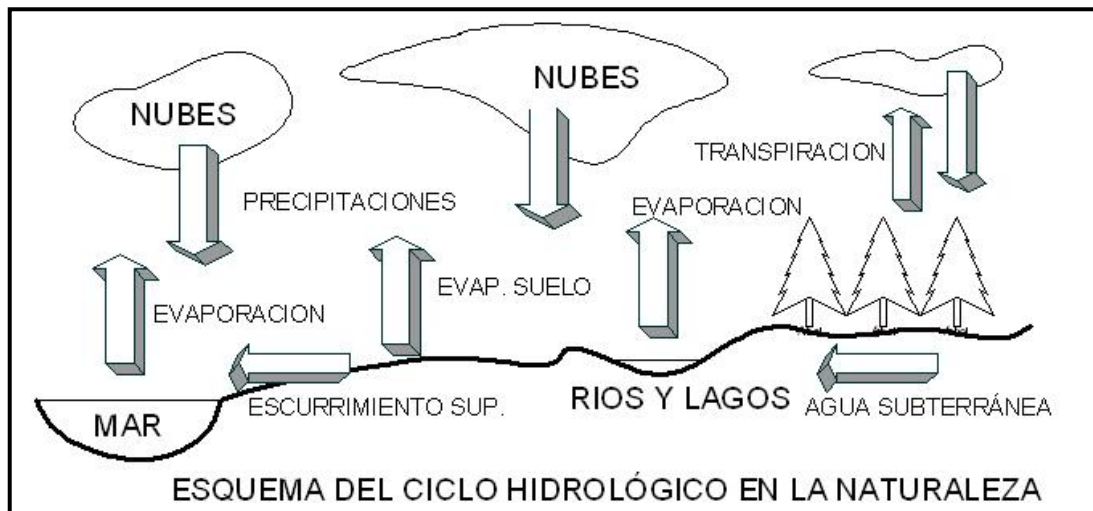 NUBES
NUBES
TRANSPIRACION
PRECIPITACIONES
EVAPORACION
EVAP. SUELO
EVAPORACION
ESCURRIMIENTO SUP.
RIOS Y LAGOS
AGUA SUBTERRÁNEA
MAR
ESQUEMA DEL CICLO HIDROLÓGICO EN LA NATURALEZA